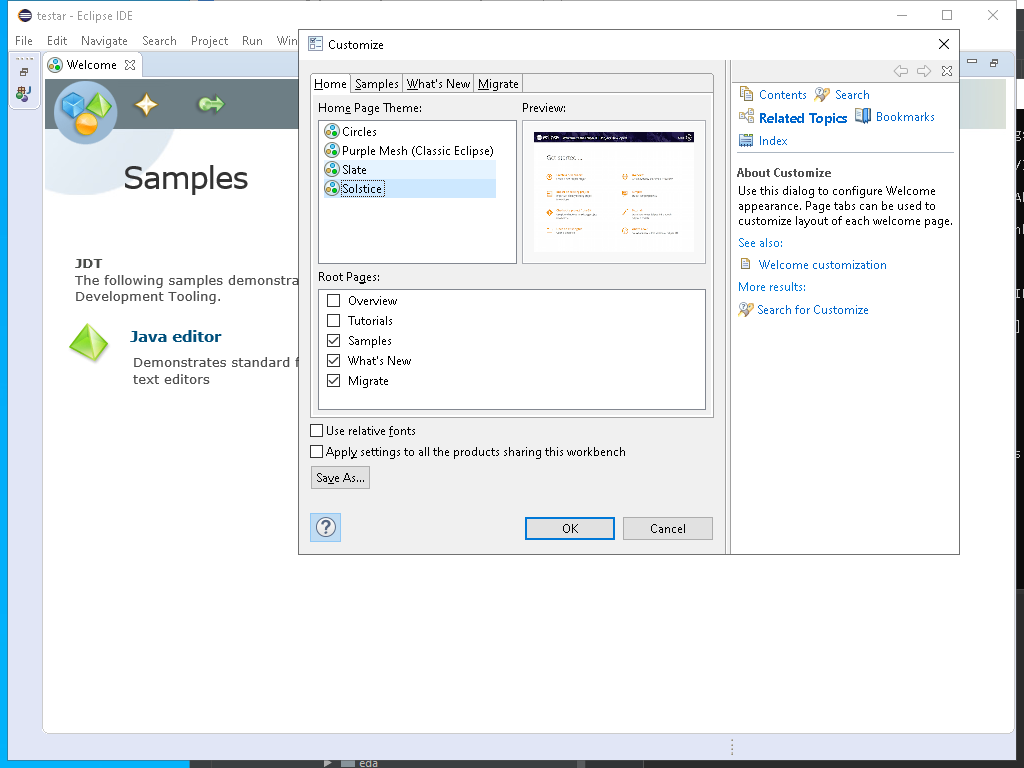 testar - Eclipse IDE
File Edit Navigate Search Project Run Win
Welcome
Samples
JDT
The following samples demonstra
Development Tooling.
Java editor
Demonstrates standard f
text editors
Customize
Home Samples What's New Migrate
Home Page Theme:
Preview:
Circles
Purple Mesh (Classic Eclipse)
Slate
Solstice
Root Pages:
Overview
Tutorials
Samples
What's New
Migrate
Use relative fonts
Apply settings to all the products sharing this workbench
Save As...
OK
Cancel
Contents Search
Related Topics Bookmarks
Index
About Customize
Use this dialog to configure Welcome
appearance. Page tabs can be used to
customize layout of each welcome page.
See also:
Welcome customization
More results:
Search for Customize
eda